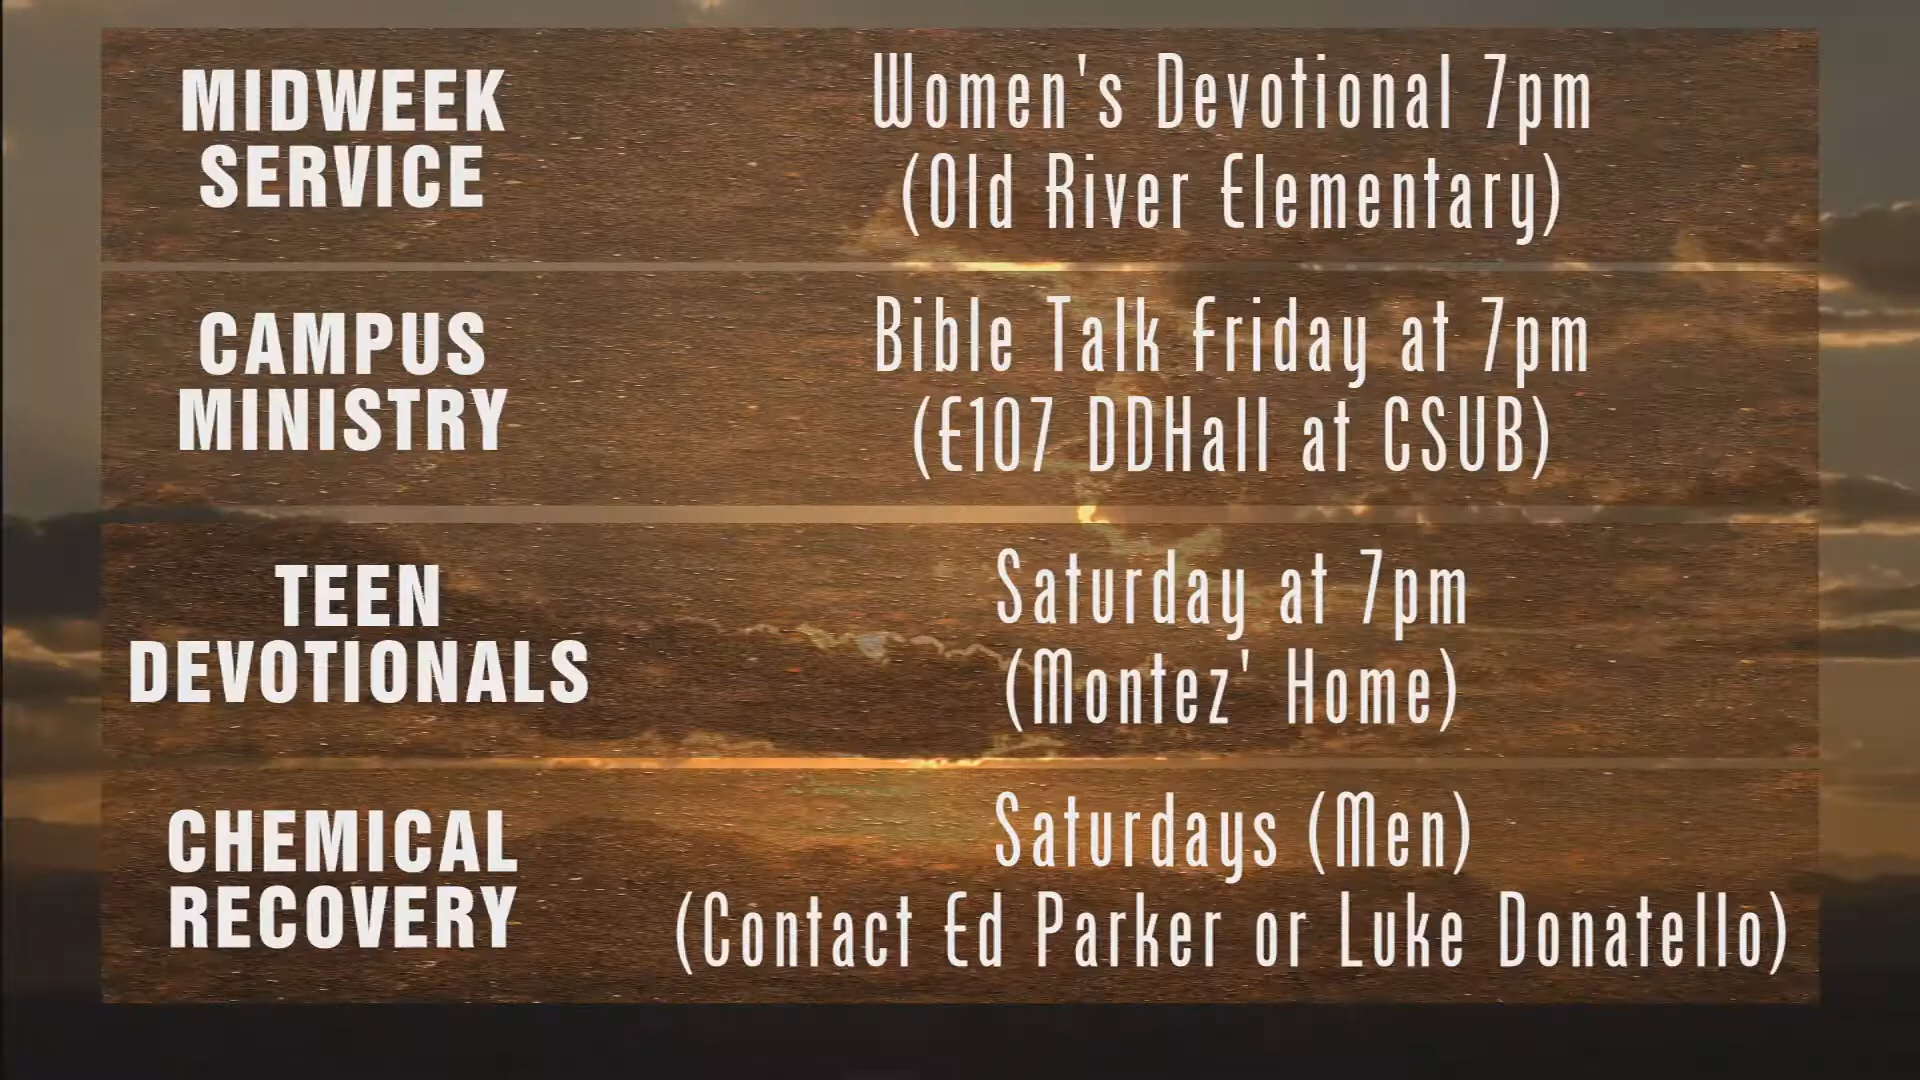 MIDWEEK
SERVICE
Women's Devotional 7pm
(Old River Elementary)
CAMPUS
MINISTRY
Bible Talk Friday at 7pm
(E107 DDHall at CSUB)
TEEN
DEVOTIONALS
Saturday at 7pm
(Montez' Home)
CHEMICAL
RECOVERY
Saturdays (Men)
(Contact Ed Parker or Luke Donatello)